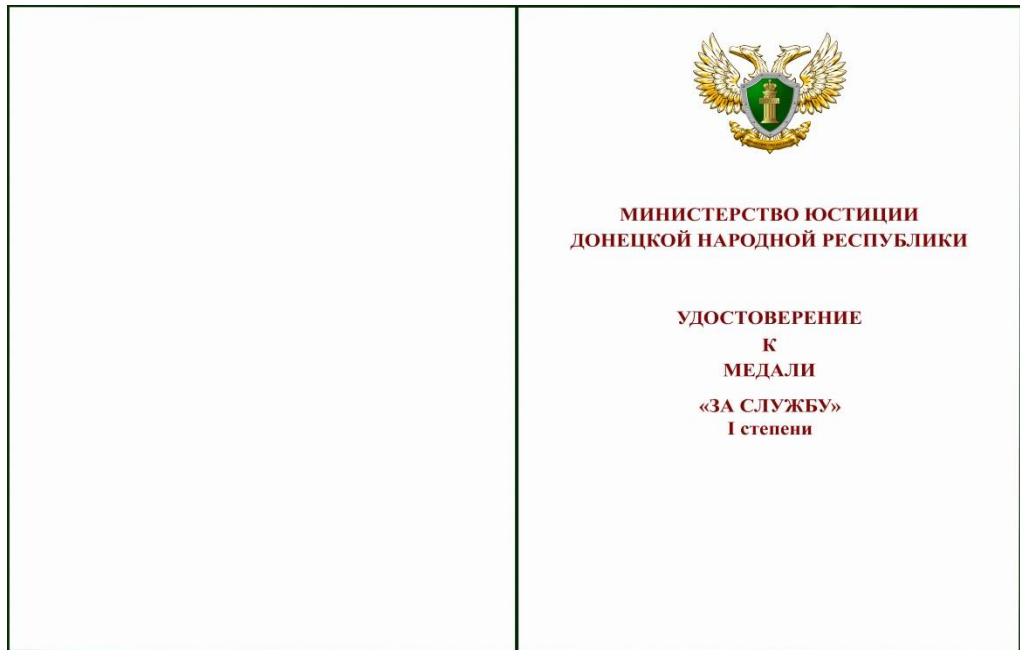 МИНИСТЕРСТВО ЮСТИЦИИ
ДОНЕЦКОЙ НАРОДНОЙ РЕСПУБЛИКИ
УДОСТОВЕРЕНИЕ
К
МЕДАЛИ
«ЗА СЛУЖБУ»
I степени